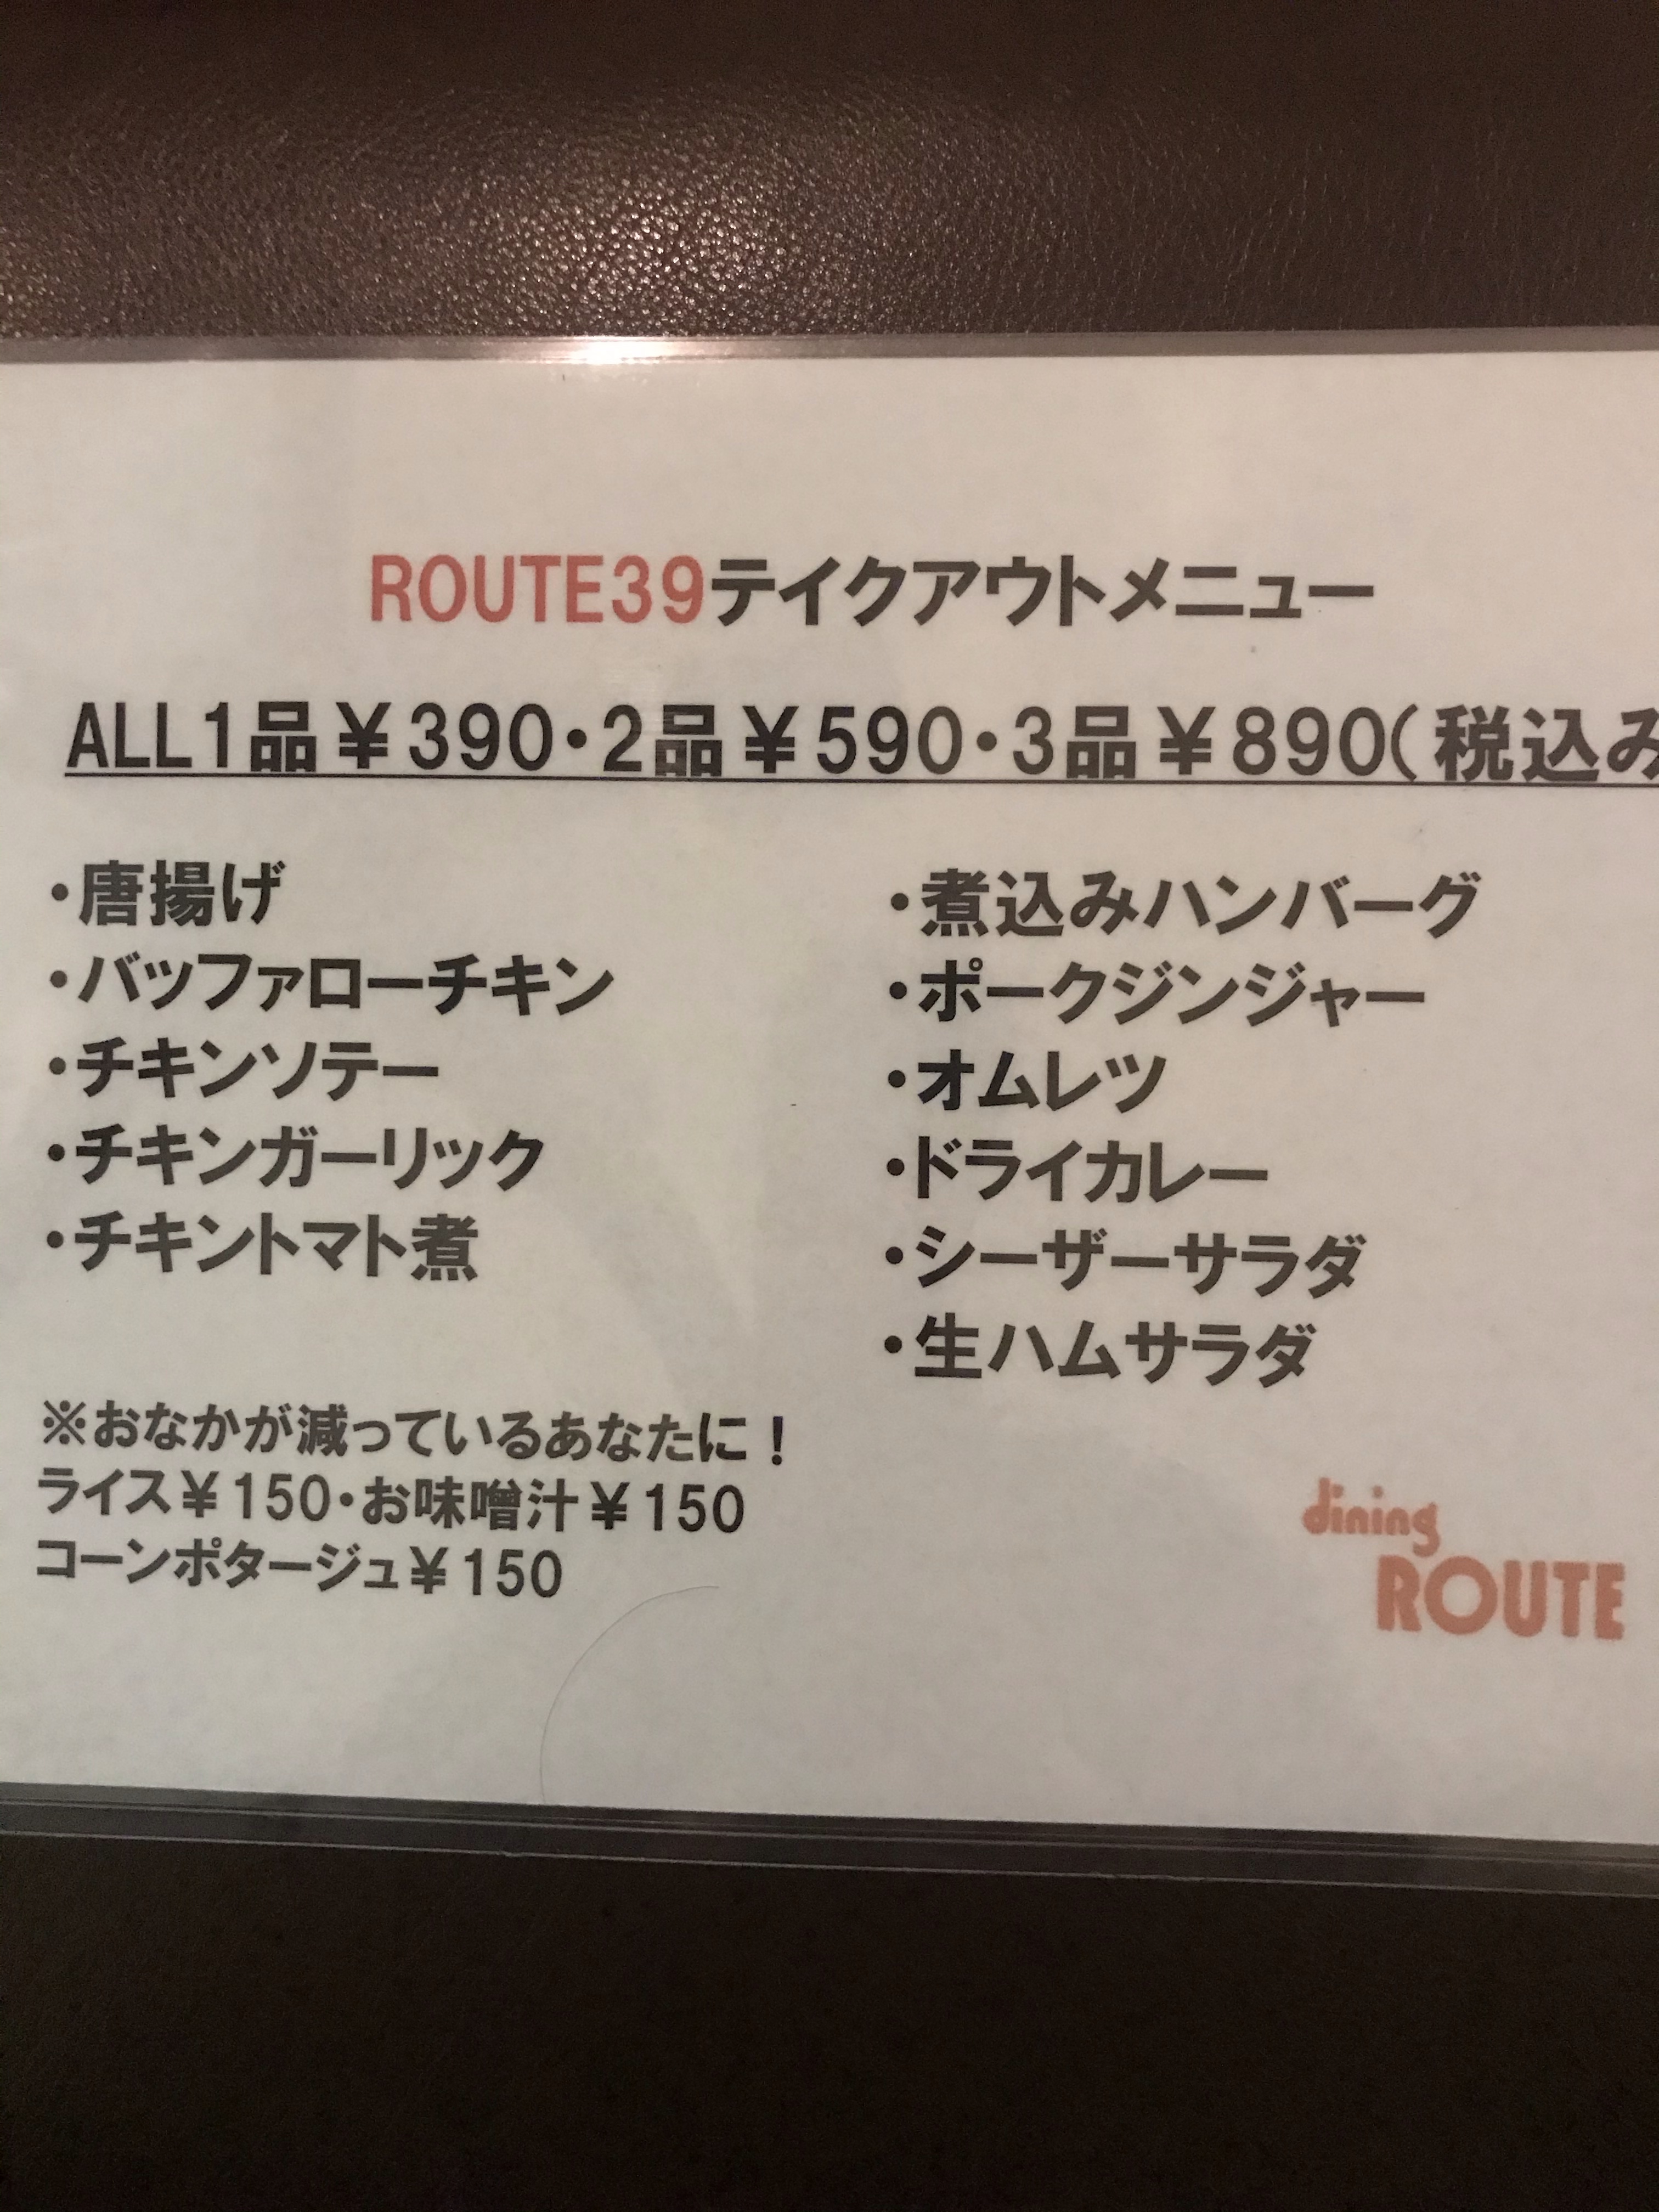 ROUTE39テイクアウトメニュー
ALL1品￥390・2品￥590・3品￥890(税込み
・唐揚げ
・バッファローチキン
・チキンソテー
・チキンガーリック
・チキントマト煮
・煮込みハンバーグ
・ポークジンジャー
・オムレツ
・ドライカレー
・シーザーサラダ
・生ハムサラダ
※おなかが減っているあなたに！
ライス￥150・お味噌汁￥150
コーンポタージュ￥150
dining
ROUTE